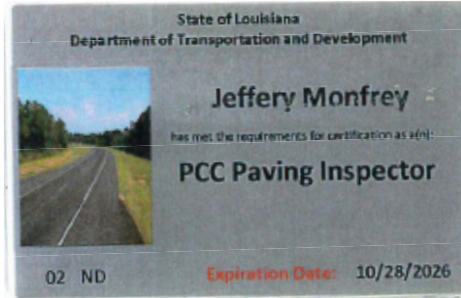 State of Louisiana
Department of Transportation and Development
Jeffery Monfrey
has met the requirements for certification as a(n):
PCC Paving Inspector
02 ND
Expiration Date: 10/28/2026